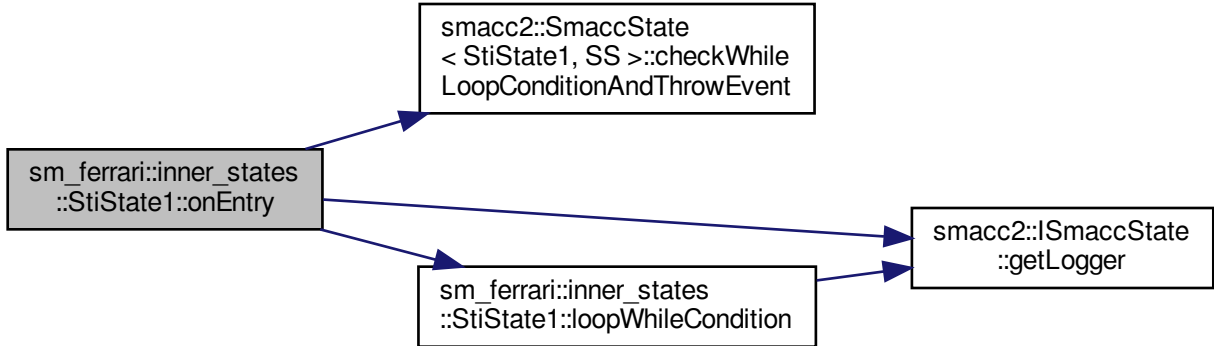 smacc2::SmaccState
< StiState1, SS >::checkWhile
LoopConditionAndThrowEvent
sm_ferrari::inner_states
::StiState1::onEntry
smacc2::ISmaccState
::getLogger
sm_ferrari::inner_states
::StiState1::loopWhileCondition